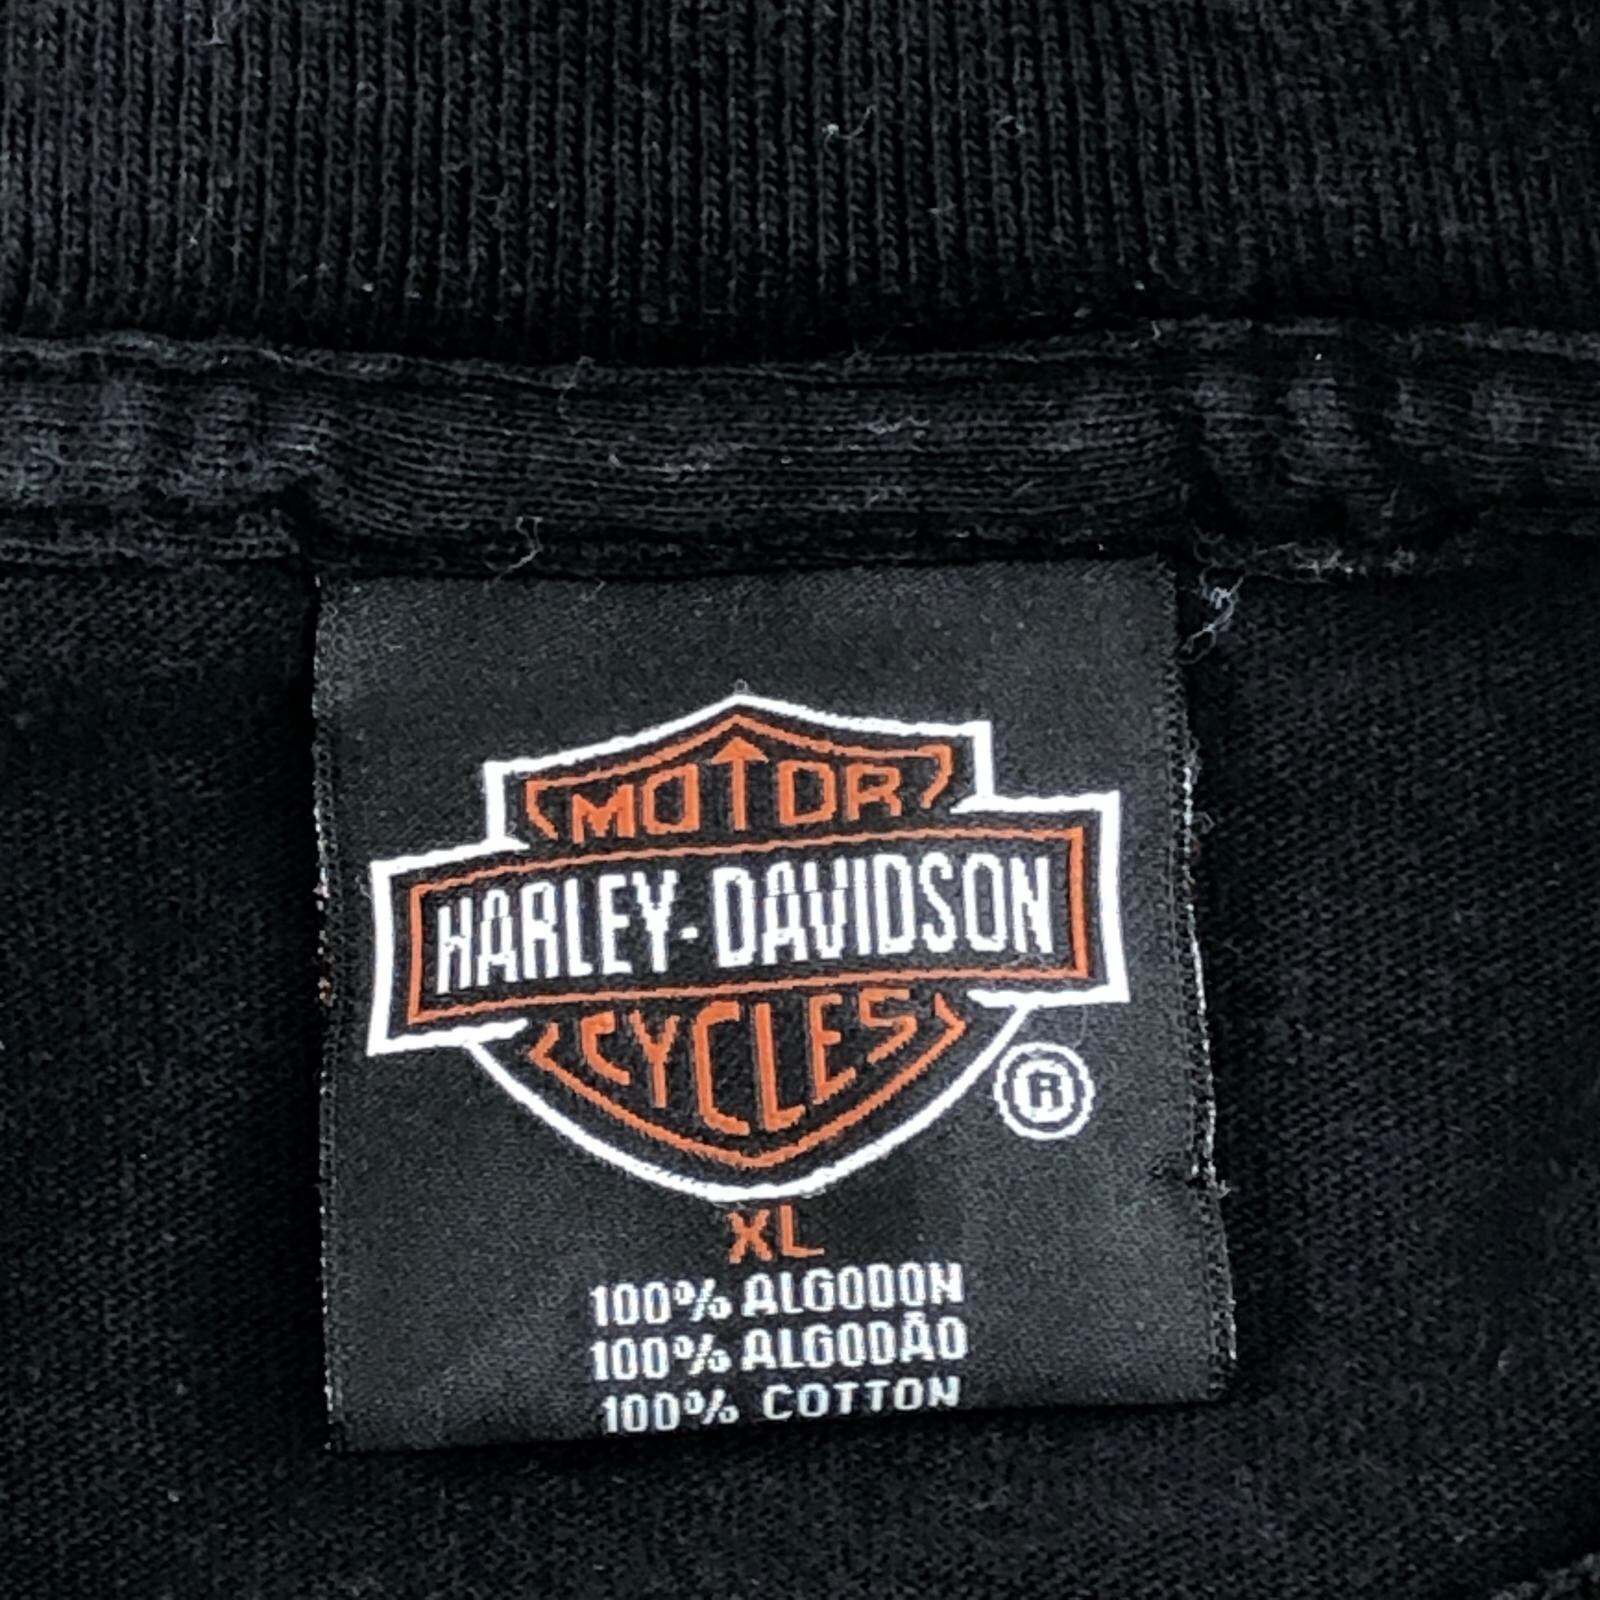 MOTOR
HARLEY-DAVIDSON
CYCLES
®
XL
100% ALGODON
100% ALGODÃO
100% COTTON